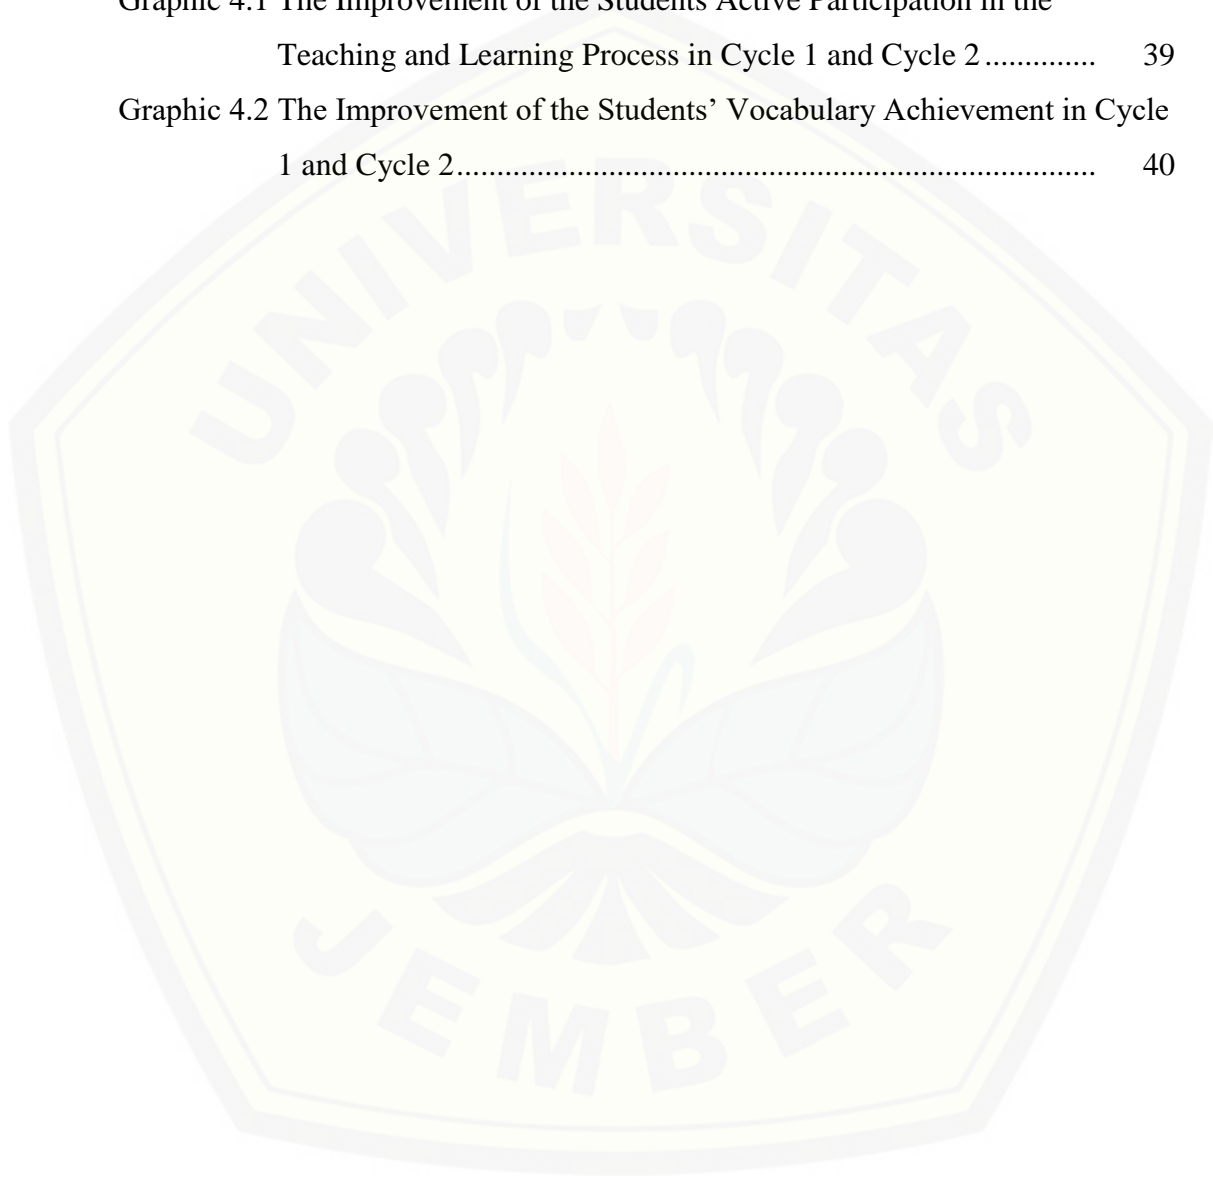 Graphic 4.1 The Improvement of the Students Active Participation in the
Teaching and Learning Process in Cycle 1 and Cycle 2 .............. 39
Graphic 4.2 The Improvement of the Students’ Vocabulary Achievement in Cycle
1 and Cycle 2............................................................................... 40
UNIVERSITAS
JEMBER